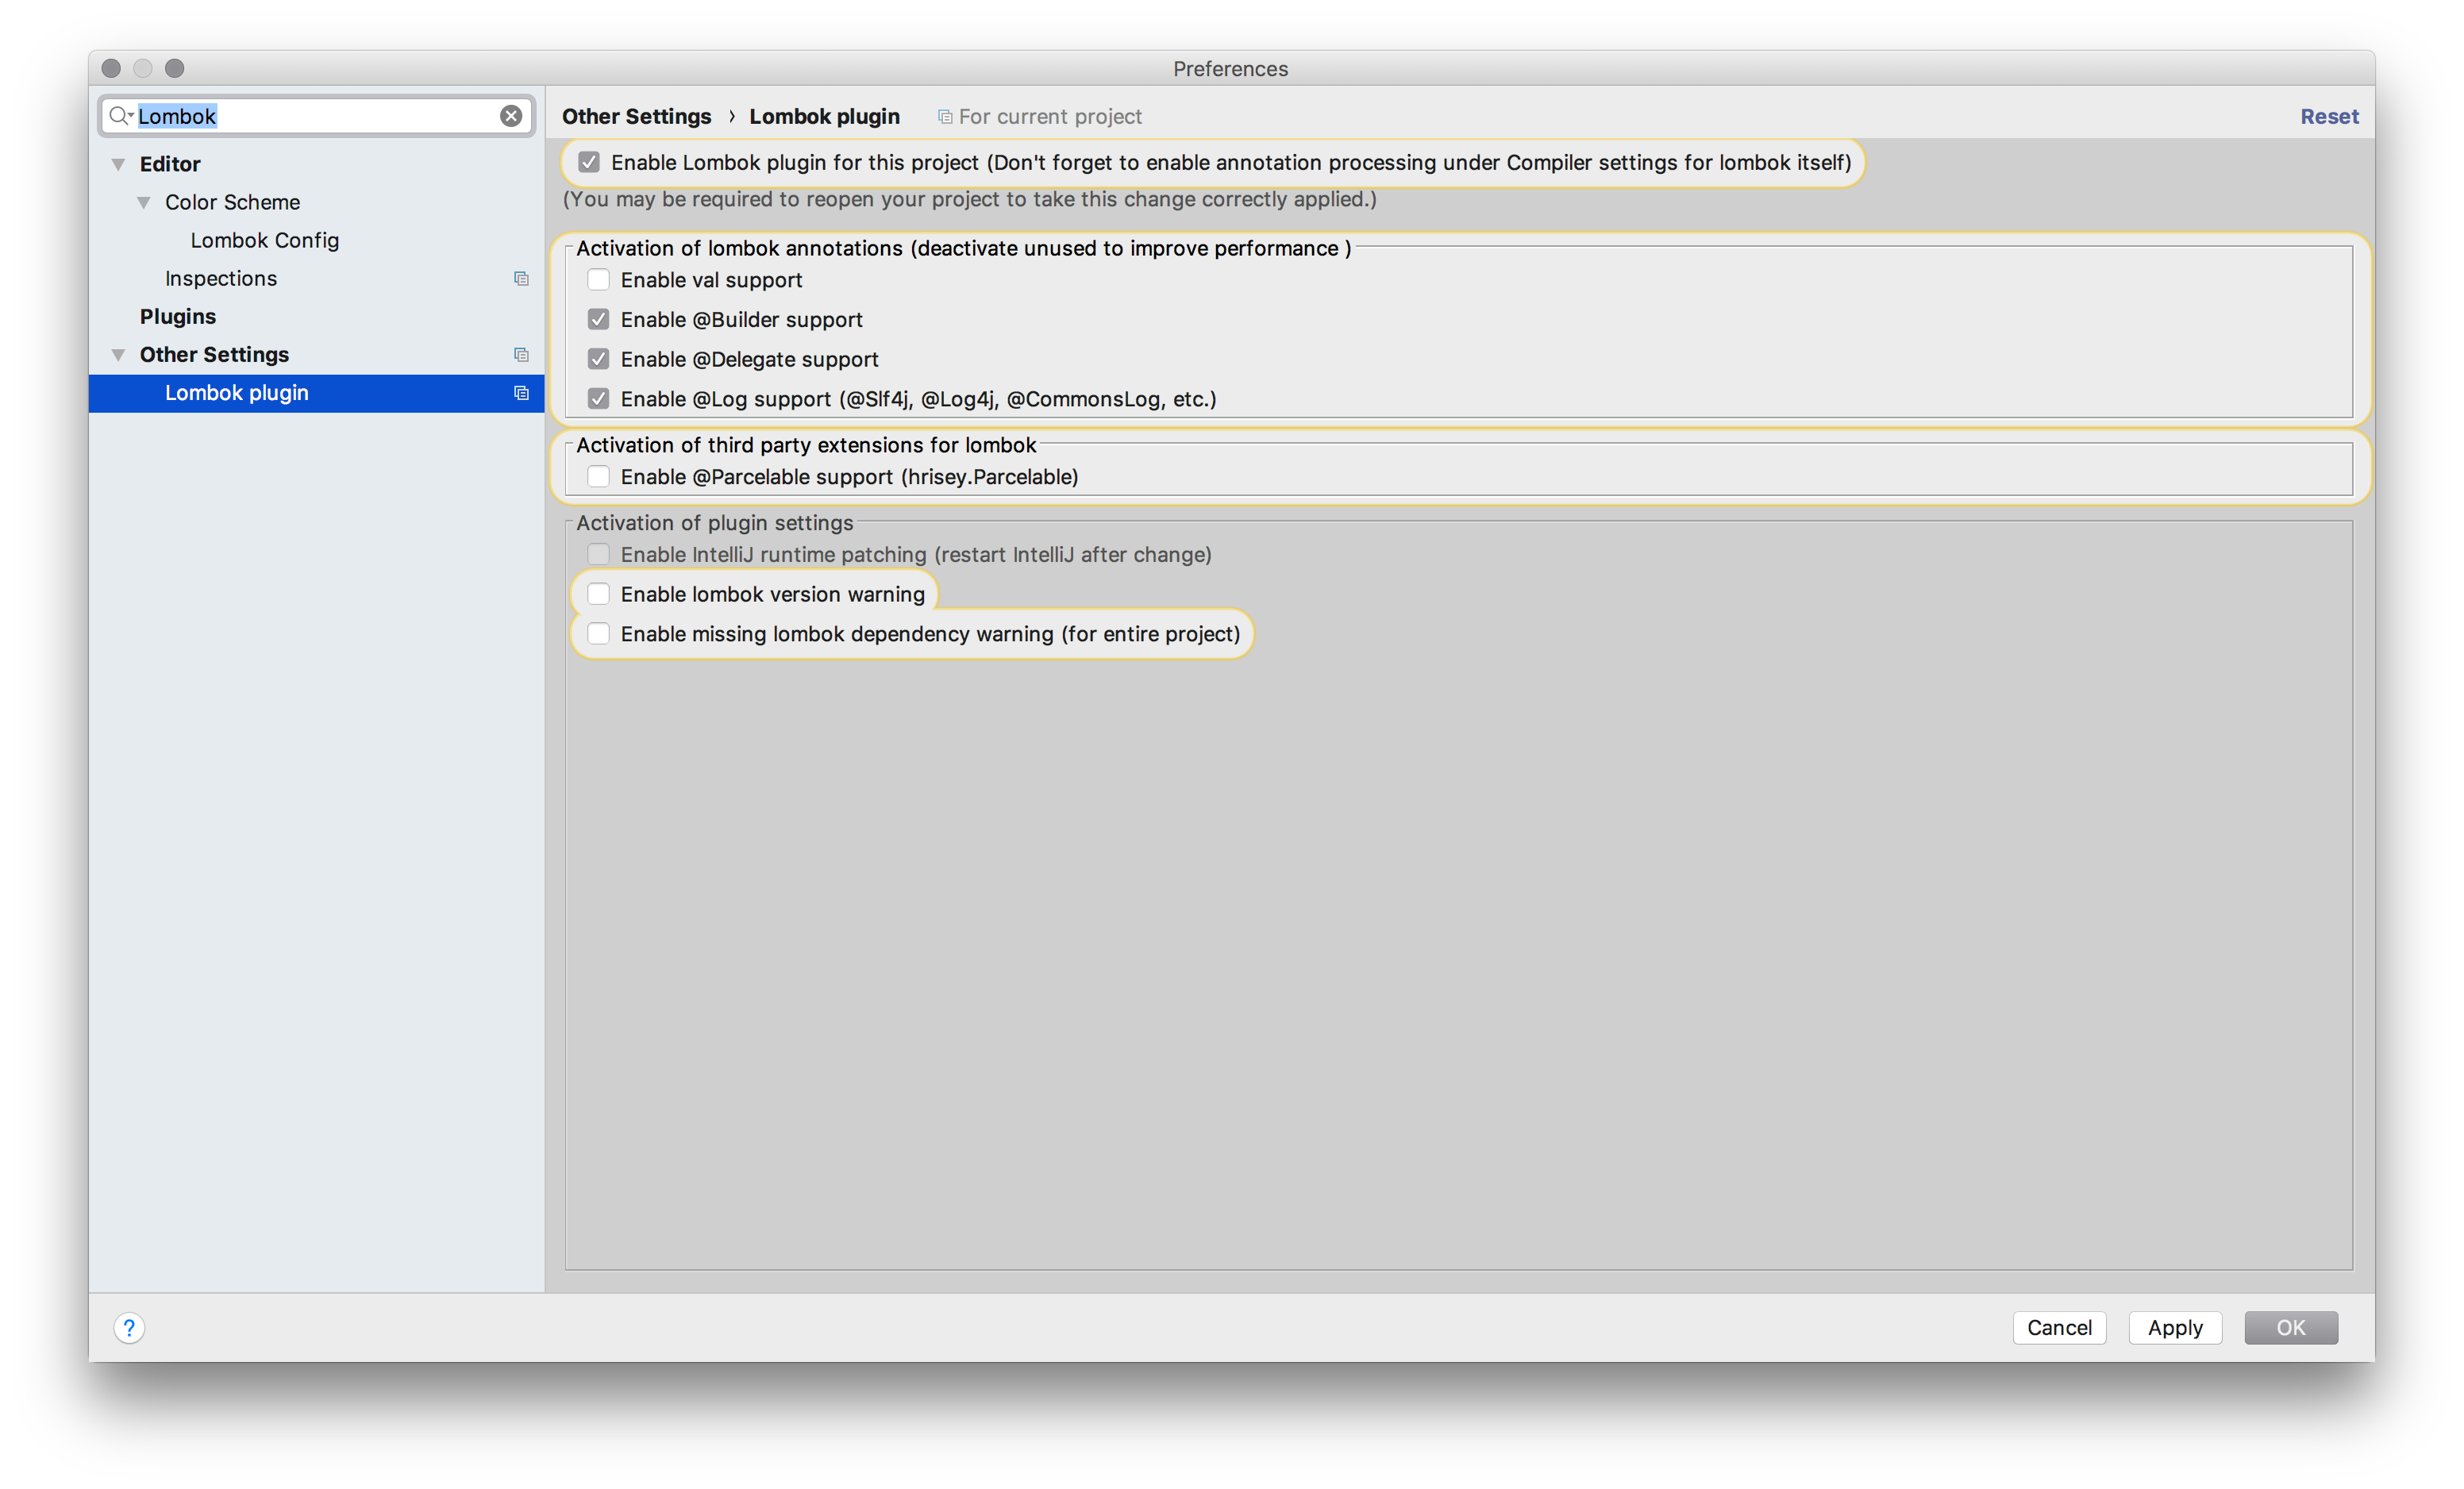 Preferences
Lombok
Editor
Color Scheme
Lombok Config
Inspections
Plugins
Other Settings
Lombok plugin
Other Settings › Lombok plugin For current project Reset
Enable Lombok plugin for this project (Don't forget to enable annotation processing under Compiler settings for lombok itself)
(You may be required to reopen your project to take this change correctly applied.)
Activation of lombok annotations (deactivate unused to improve performance )
Enable val support
Enable @Builder support
Enable @Delegate support
Enable @Log support (@Slf4j, @Log4j, @CommonsLog, etc.)
Activation of third party extensions for lombok
Enable @Parcelable support (hrisey.Parcelable)
Activation of plugin settings
Enable IntelliJ runtime patching (restart IntelliJ after change)
Enable lombok version warning
Enable missing lombok dependency warning (for entire project)
? Cancel Apply OK